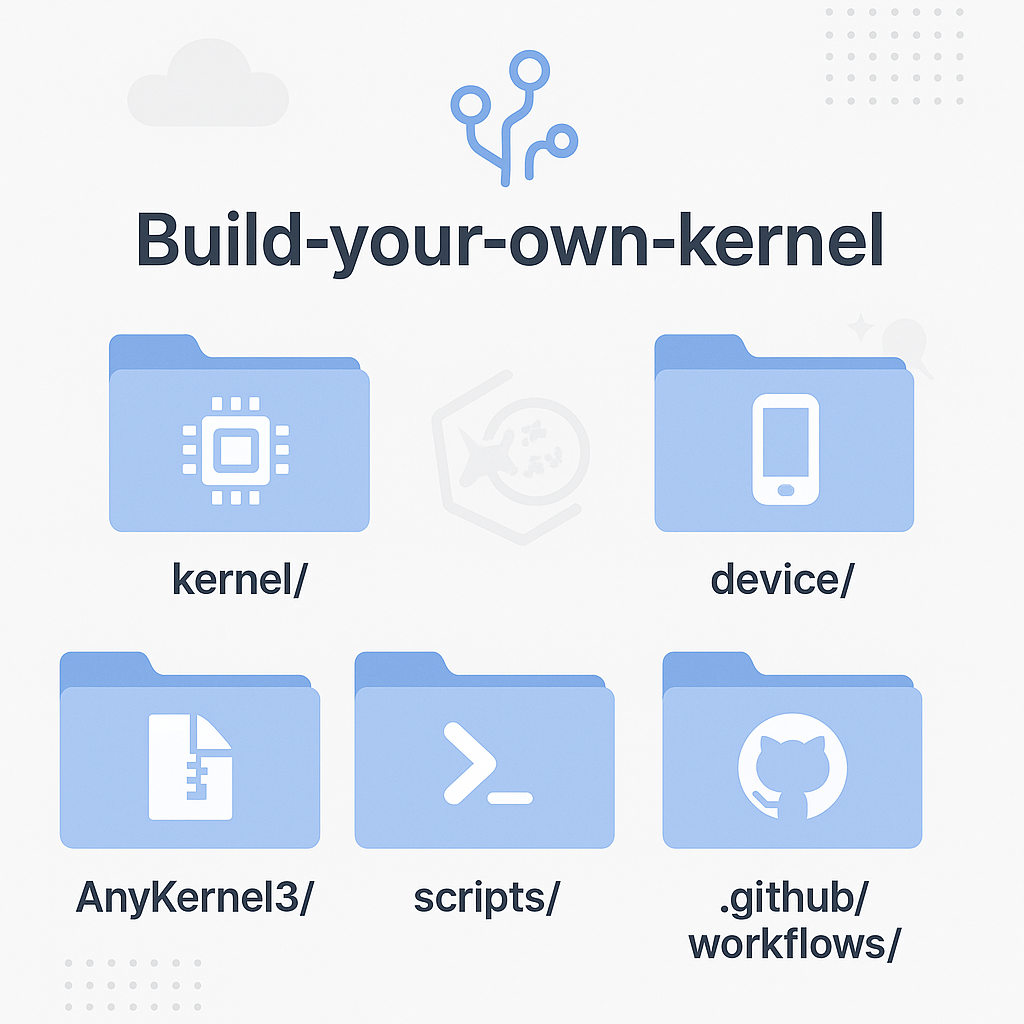 Build-your-own-kernel
kernel/
device/
AnyKernel3/
scripts/
.github/
workflows/